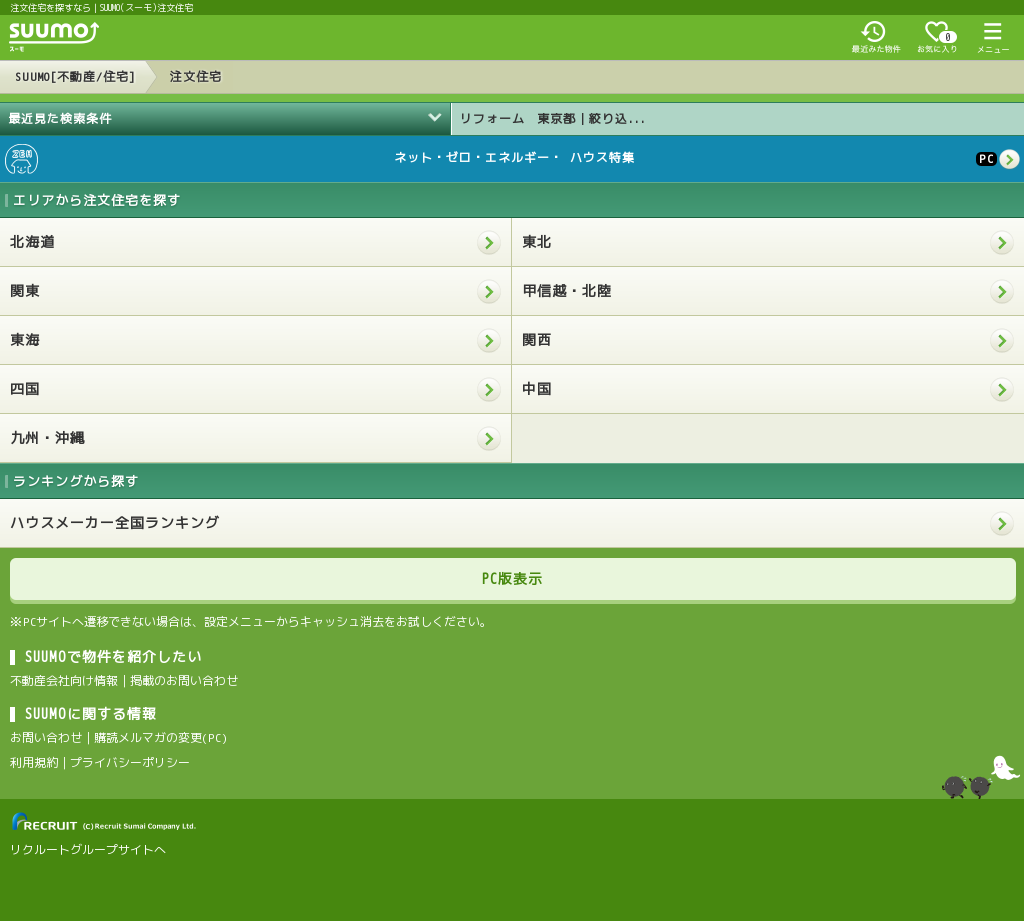 注文住宅を探すなら｜SUUMO(スーモ)注文住宅
SUUMO
スーモ
最近みた物件
0
お気に入り
メニュー
SUUMO[不動産/住宅]
注文住宅
最近見た検索条件
リフォーム　東京都｜絞り込...
ZEH
ネット・ゼロ・エネルギー・ ハウス特集
PC
エリアから注文住宅を探す
北海道
東北
関東
甲信越・北陸
東海
関西
四国
中国
九州・沖縄
ランキングから探す
ハウスメーカー全国ランキング
PC版表示
※PCサイトへ遷移できない場合は、設定メニューからキャッシュ消去をお試しください。
SUUMOで物件を紹介したい
不動産会社向け情報｜掲載のお問い合わせ
SUUMOに関する情報
お問い合わせ｜購読メルマガの変更(PC)
利用規約｜プライバシーポリシー
RECRUIT (C)Recruit Sumai Company Ltd.
リクルートグループサイトへ